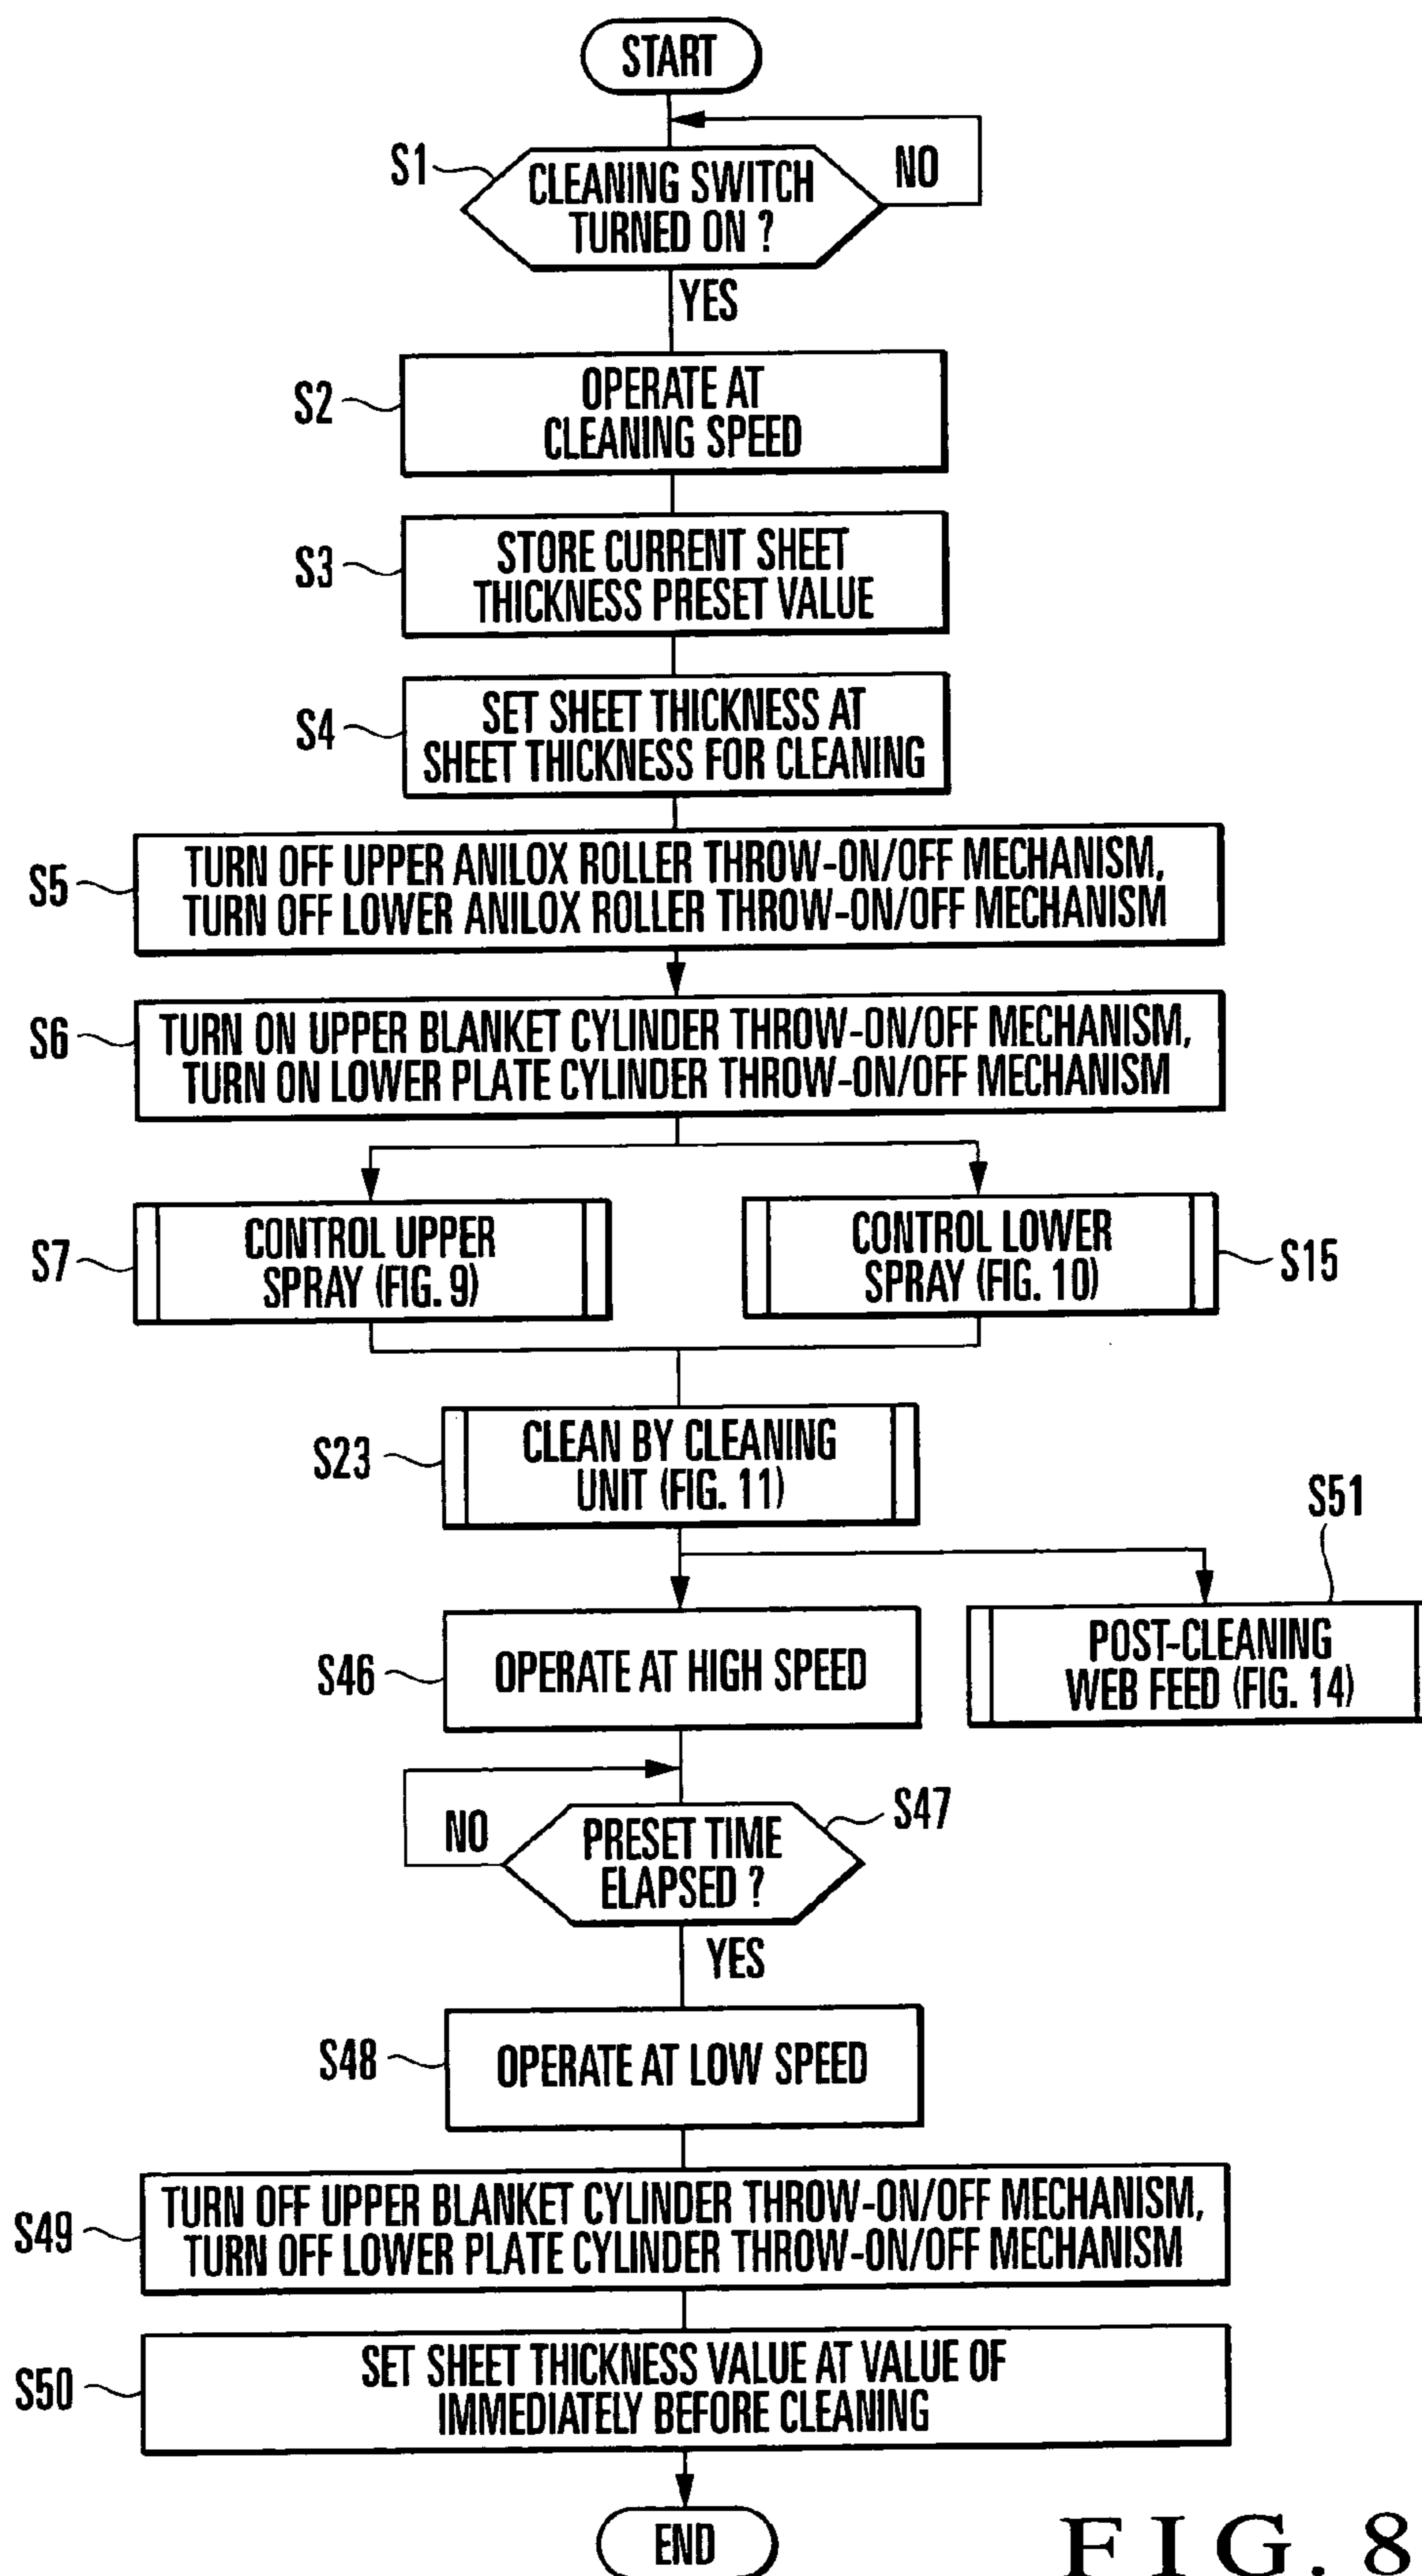 START
S1
CLEANING SWITCH
TURNED ON ?
NO
YES
S2
OPERATE AT
CLEANING SPEED
S3
STORE CURRENT SHEET
THICKNESS PRESET VALUE
S4
SET SHEET THICKNESS AT
SHEET THICKNESS FOR CLEANING
S5
TURN OFF UPPER ANILOX ROLLER THROW-ON/OFF MECHANISM,
TURN OFF LOWER ANILOX ROLLER THROW-ON/OFF MECHANISM
S6
TURN ON UPPER BLANKET CYLINDER THROW-ON/OFF MECHANISM,
TURN ON LOWER PLATE CYLINDER THROW-ON/OFF MECHANISM
S7
CONTROL UPPER
SPRAY (FIG. 9)
CONTROL LOWER
SPRAY (FIG. 10)
S15
S23
CLEAN BY CLEANING
UNIT (FIG. 11)
S51
S46
OPERATE AT HIGH SPEED
POST-CLEANING
WEB FEED (FIG. 14)
NO
PRESET TIME
ELAPSED ?
S47
YES
S48
OPERATE AT LOW SPEED
S49
TURN OFF UPPER BLANKET CYLINDER THROW-ON/OFF MECHANISM,
TURN OFF LOWER PLATE CYLINDER THROW-ON/OFF MECHANISM
S50
SET SHEET THICKNESS VALUE AT VALUE OF
IMMEDIATELY BEFORE CLEANING
END
FIG. 8